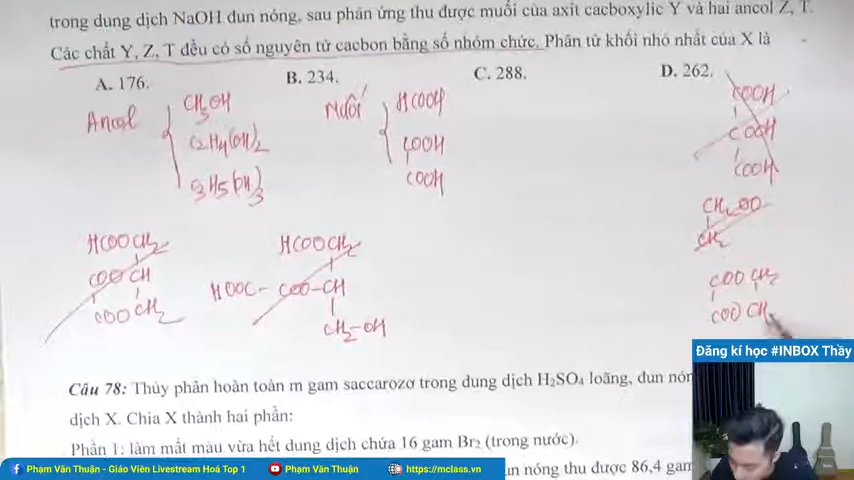 trong dung dịch NaOH đun nóng, sau phản ứng thu được muối của axit cacboxylic Y và hai ancol Z, T.
Các chất Y, Z, T đều có số nguyên tử cacbon bằng số nhóm chức. Phân tử khối nhỏ nhất của X là
A. 176. B. 234. C. 288. D. 262.
Ancol
CH3OH
C2H4(OH)2
C3H5(OH)3
Muối
HCOOH
COOH
COOH
COOH
COOH
COOH
CH2OO
CH2
HCOOCH2
COOCH
COOCH2
HCOOCH2
HOOC- COO-CH
CH2-OH
COO CH2
COO CH2
Đăng kí học #INBOX Thầy
Câu 78: Thủy phân hoàn toàn m gam saccarozơ trong dung dịch H2SO4 loãng, đun nón
dịch X. Chia X thành hai phần:
Phần 1: làm mất màu vừa hết dung dịch chứa 16 gam Br2 (trong nước).
un nóng thu được 86,4 gam
Phạm Văn Thuận - Giáo Viên Livestream Hoá Top 1 Phạm Văn Thuận https://mclass.vn